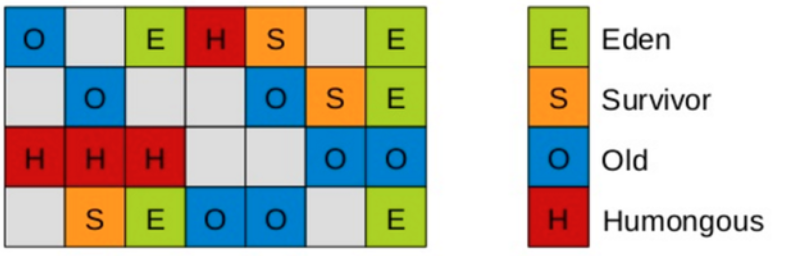 O E H S E
O O S E
H H H O O
S E O O E
E Eden
S Survivor
O Old
H Humongous